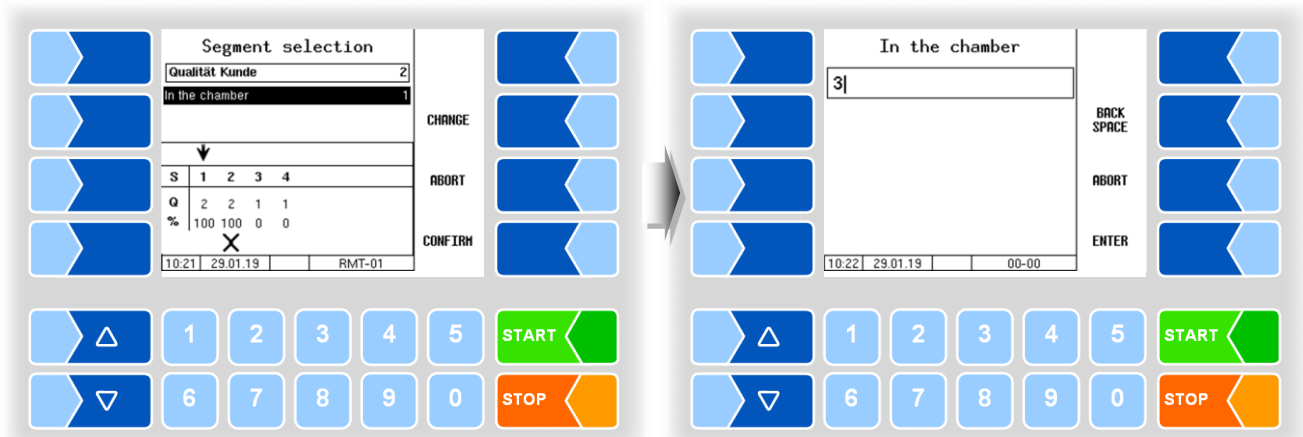 Segment selection
Qualität Kunde 2
In the chamber 1
CHANGE
S 1 2 3 4
ABORT
Q 2 2 1 1
% 100 100 0 0
CONFIRM
10:21 29.01.19 RMT-01
1 2 3 4 5 START
6 7 8 9 0 STOP
In the chamber
3
BACK
SPACE
ABORT
ENTER
10:22 29.01.19 00-00
1 2 3 4 5 START
6 7 8 9 0 STOP